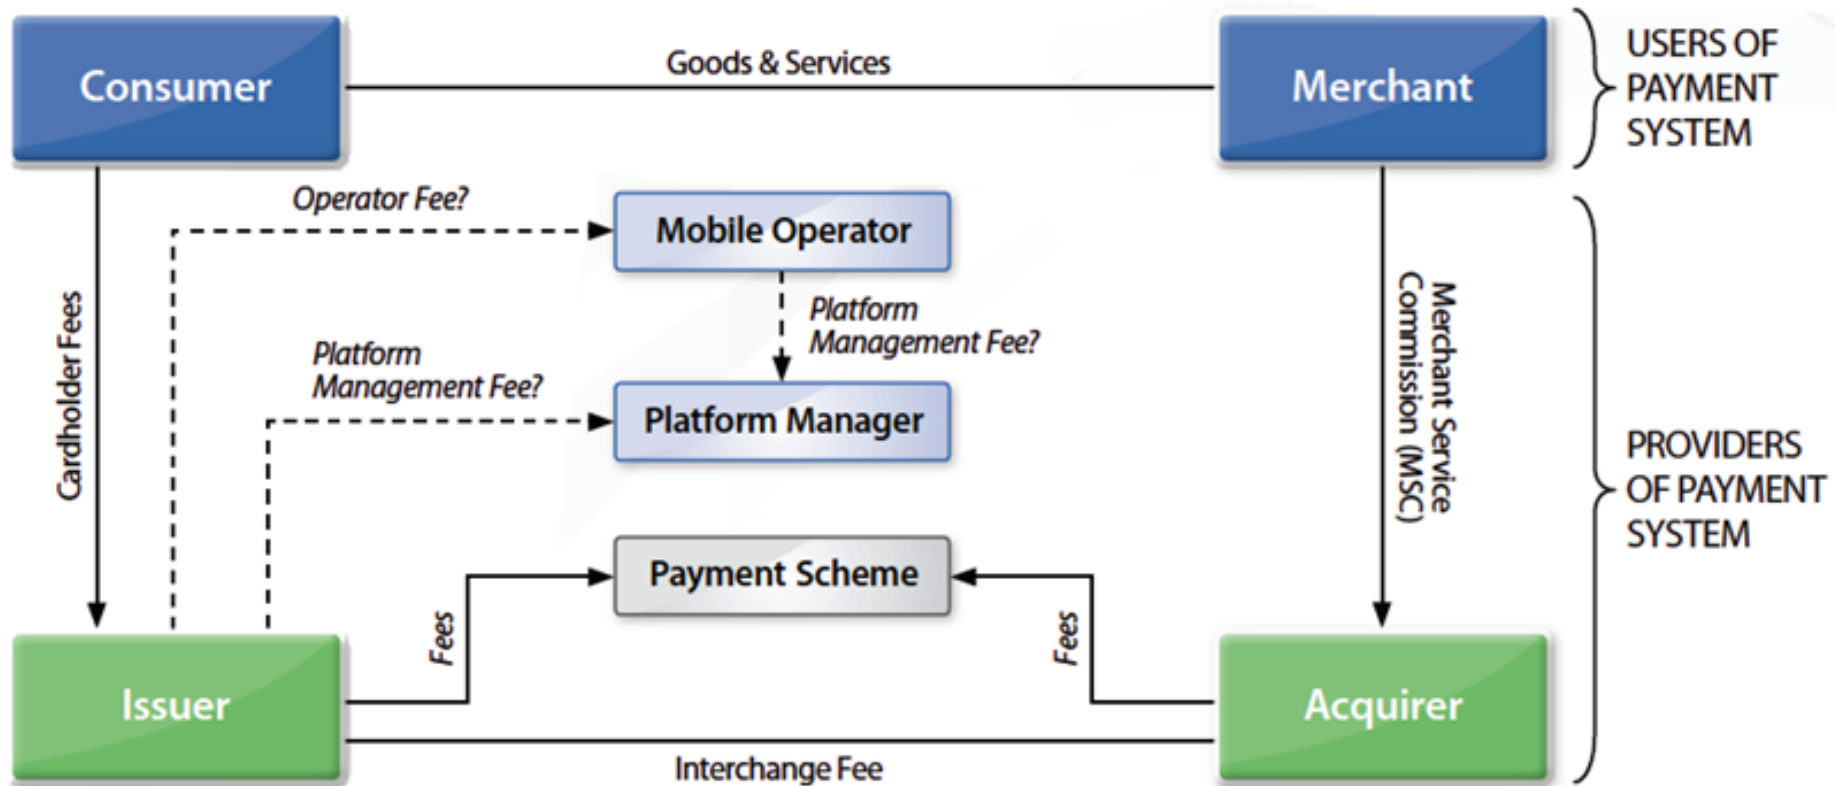 Consumer
Goods & Services
Merchant
USERS OF
PAYMENT
SYSTEM
Operator Fee?
Mobile Operator
Platform
Management Fee?
Platform
Management Fee?
Platform Manager
Cardholder Fees
Merchant Service
Commission (MSC)
PROVIDERS
OF PAYMENT
SYSTEM
Payment Scheme
Fees
Fees
Issuer
Acquirer
Interchange Fee